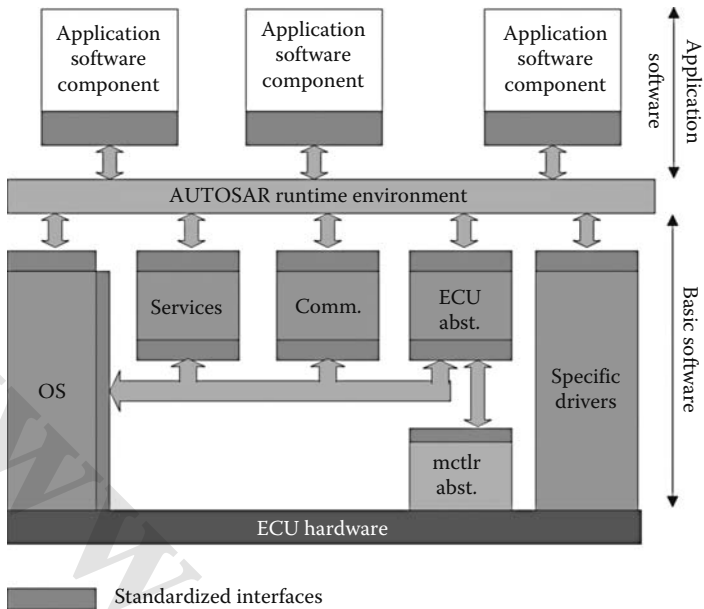 Application
software
component
Application
software
component
Application
software
component
Application
software
AUTOSAR runtime environment
Services
Comm.
ECU
abst.
OS
Specific
drivers
mctlr
abst.
Basic software
ECU hardware
Standardized interfaces